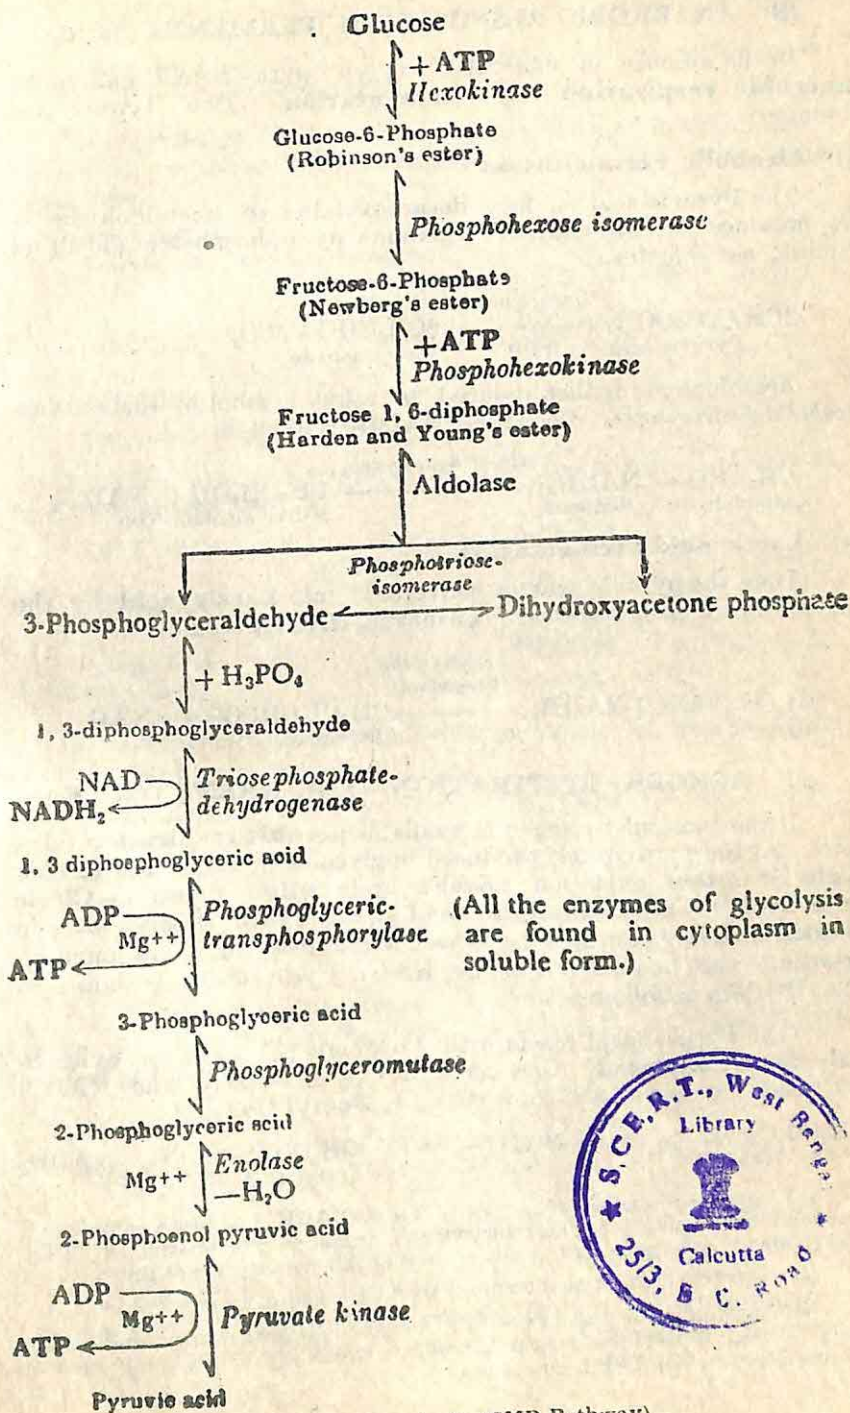 Glucose
+ATP
Hexokinase
Glucose-6-Phosphate
(Robinson's ester)
Phosphohexose isomerase
Fructose-6-Phosphate
(Newberg's ester)
+ATP
Phosphohexokinase
Fructose 1, 6-diphosphate
(Harden and Young's ester)
Aldolase
Phosphotriose-
isomerase
3-Phosphoglyceraldehyde
Dihydroxyacetone phosphate
+ H₃PO₄
1, 3-diphosphoglyceraldehyde
NAD
NADH₂
Triosephosphate-
dehydrogenase
1, 3 diphosphoglyceric acid
ADP
Mg++
ATP
Phosphoglyceric-
transphosphorylase
(All the enzymes of glycolysis
are found in cytoplasm in
soluble form.)
3-Phosphoglyceric acid
Phosphoglyceromutase
2-Phosphoglyceric acid
Mg++
Enolase
—H₂O
2-Phosphoenol pyruvic acid
ADP
Mg++
ATP
Pyruvate kinase
Pyruvic acid
Pathway)
S.C.E.R.T., West Bengal
Library
Calcutta
25/3, B. C. Road